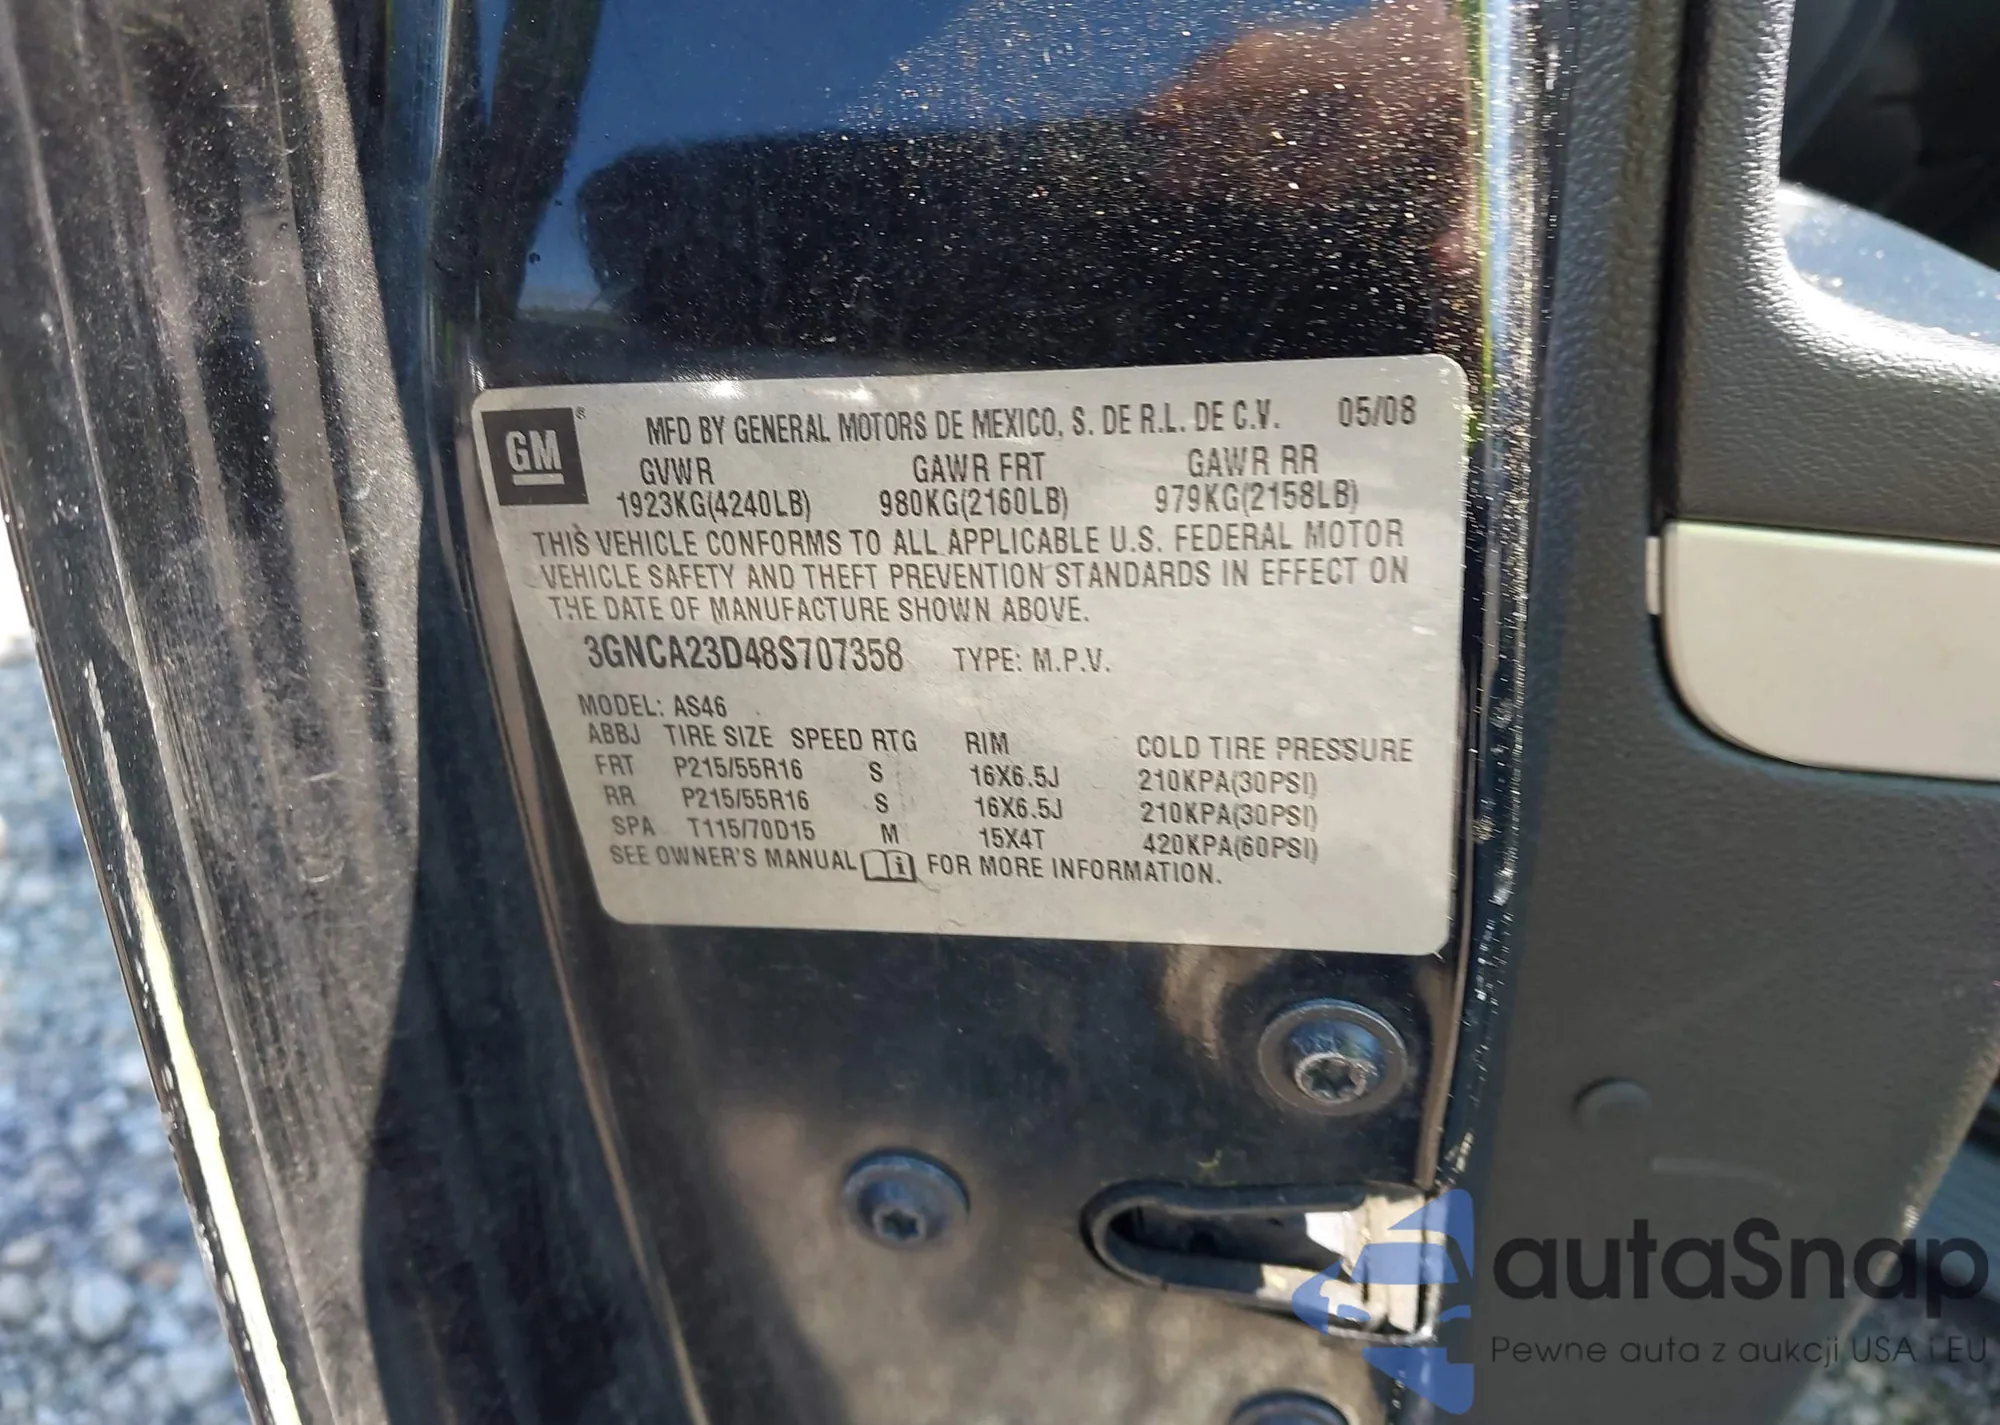 GM ®
MFD BY GENERAL MOTORS DE MEXICO, S. DE R.L. DE C.V. 05/08
GVWR GAWR FRT GAWR RR
1923KG(4240LB) 980KG(2160LB) 979KG(2158LB)
THIS VEHICLE CONFORMS TO ALL APPLICABLE U.S. FEDERAL MOTOR
VEHICLE SAFETY AND THEFT PREVENTION STANDARDS IN EFFECT ON
THE DATE OF MANUFACTURE SHOWN ABOVE.
3GNCA23D48S707358 TYPE: M.P.V.
MODEL: AS46
ABBJ TIRE SIZE SPEED RTG RIM COLD TIRE PRESSURE
FRT P215/55R16 S 16X6.5J 210KPA(30PSI)
RR P215/55R16 S 16X6.5J 210KPA(30PSI)
SPA T115/70D15 M 15X4T 420KPA(60PSI)
SEE OWNER'S MANUAL i FOR MORE INFORMATION.
autaSnap
Pewne auta z aukcji USA i EU